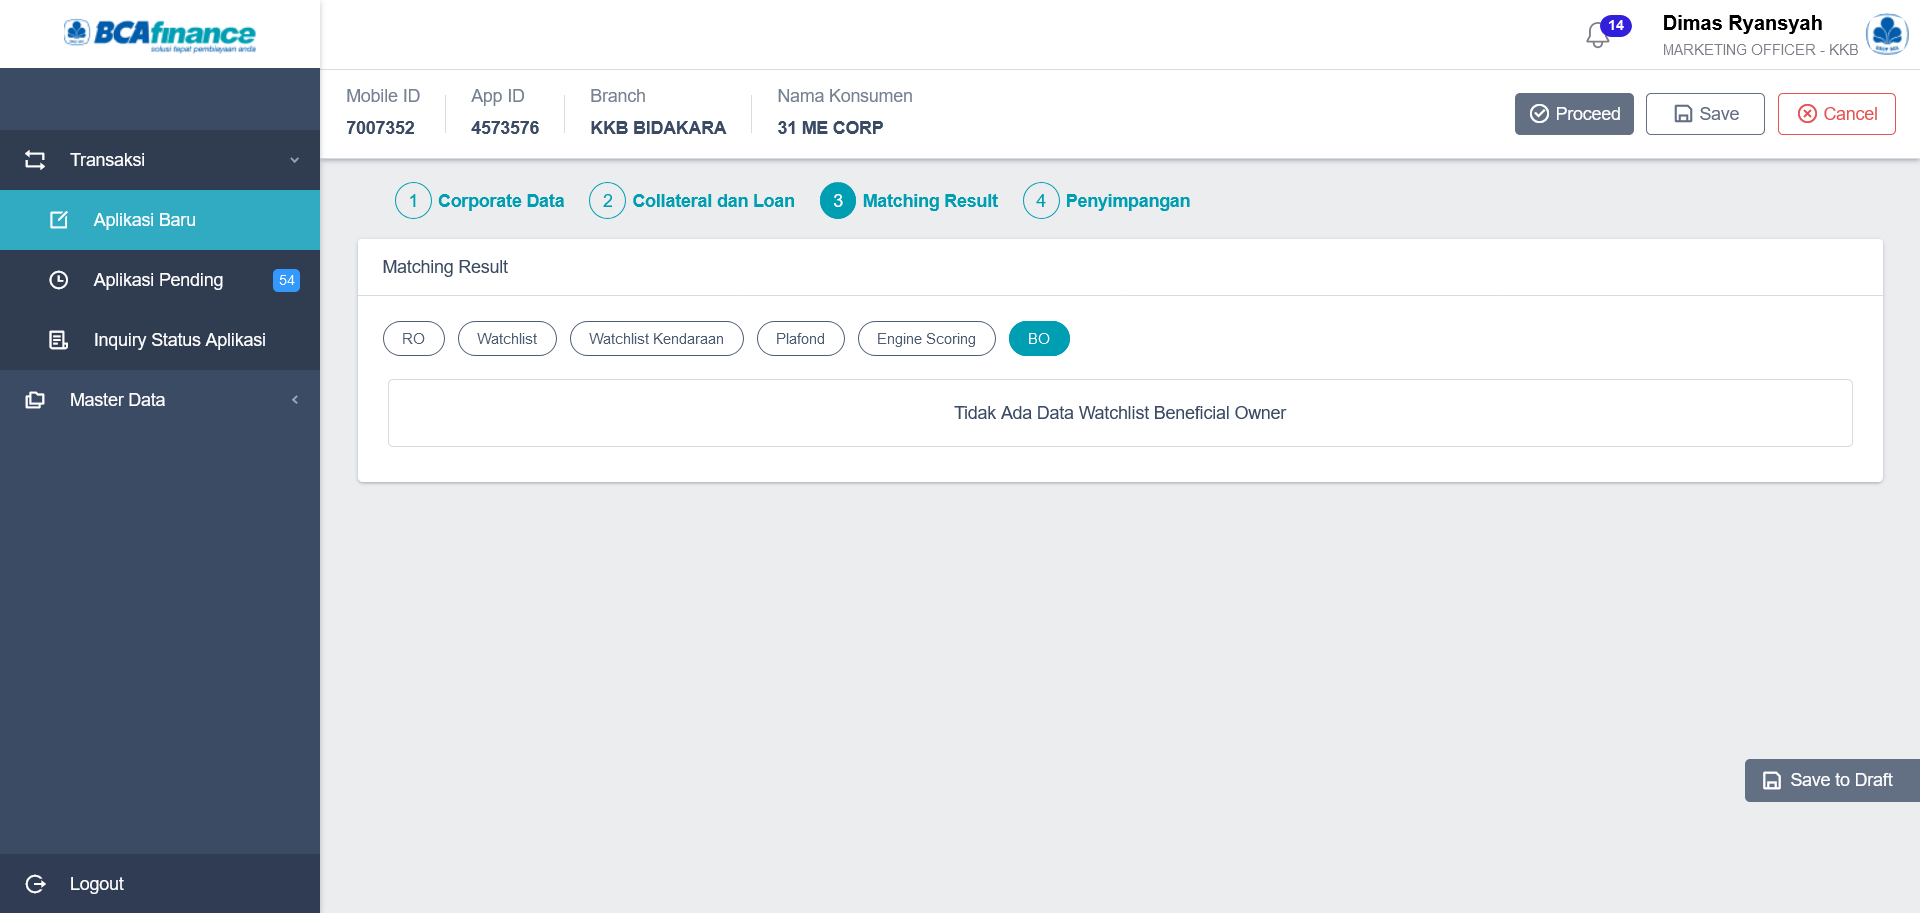 BCAfinance
solusi tepat pembiayaan anda
14
Dimas Ryansyah
MARKETING OFFICER - KKB
Mobile ID
7007352
App ID
4573576
Branch
KKB BIDAKARA
Nama Konsumen
31 ME CORP
Proceed
Save
Cancel
Transaksi
Aplikasi Baru
Aplikasi Pending 54
Inquiry Status Aplikasi
Master Data
Logout
1 Corporate Data
2 Collateral dan Loan
3 Matching Result
4 Penyimpangan
Matching Result
RO
Watchlist
Watchlist Kendaraan
Plafond
Engine Scoring
BO
Tidak Ada Data Watchlist Beneficial Owner
Save to Draft